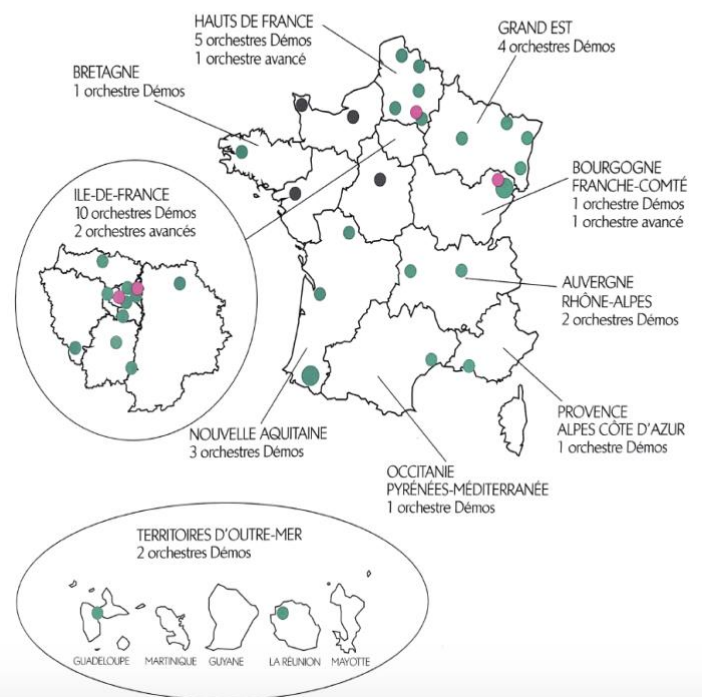 HAUTS DE FRANCE
5 orchestres Démos
1 orchestre avancé
GRAND EST
4 orchestres Démos
BRETAGNE
1 orchestre Démos
BOURGOGNE
FRANCHE-COMTÉ
1 orchestre Démos
1 orchestre avancé
ILE-DE-FRANCE
10 orchestres Démos
2 orchestres avancés
AUVERGNE
RHÔNE-ALPES
2 orchestres Démos
PROVENCE
ALPES CÔTE D'AZUR
1 orchestre Démos
NOUVELLE AQUITAINE
3 orchestres Démos
OCCITANIE
PYRÉNÉES-MÉDITERRANÉE
1 orchestre Démos
TERRITOIRES D'OUTRE-MER
2 orchestres Démos
GUADELOUPE
MARTINIQUE
GUYANE
LA RÉUNION
MAYOTTE